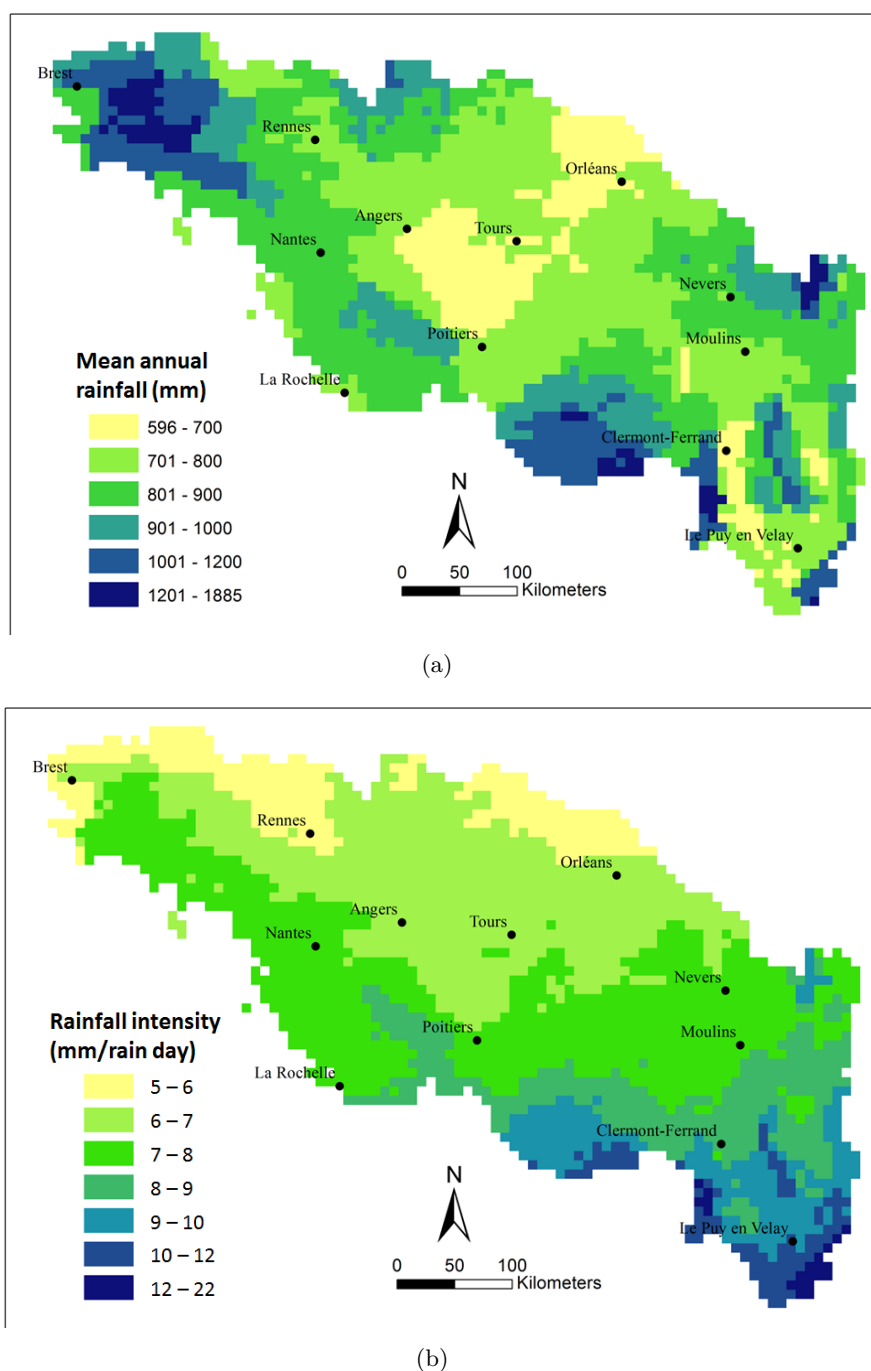 Brest
Rennes
Orléans
Angers
Tours
Nantes
Nevers
Poitiers
Moulins
Mean annual
rainfall (mm)
La Rochelle
596 - 700
701 - 800
Clermont-Ferrand
801 - 900
N
901 - 1000
Le Puy en Velay
1001 - 1200
0 50 100
Kilometers
1201 - 1885
(a)
Brest
Rennes
Orléans
Angers
Tours
Nantes
Nevers
Rainfall intensity
(mm/rain day)
Poitiers
Moulins
La Rochelle
5 – 6
6 – 7
Clermont-Ferrand
7 – 8
N
8 – 9
9 – 10
Le Puy en Velay
10 – 12
0 50 100
Kilometers
12 – 22
(b)